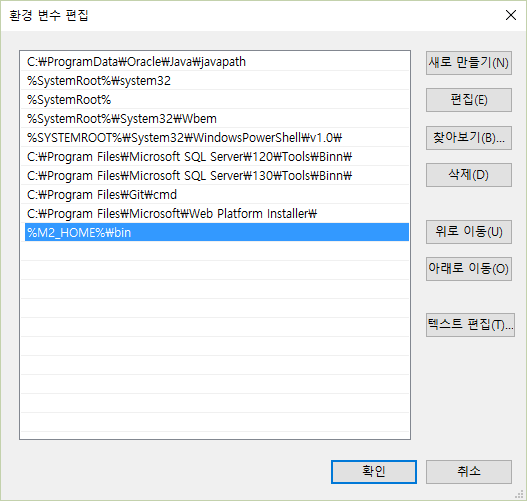 환경 변수 편집
C:₩ProgramData₩Oracle₩Java₩javapath
%SystemRoot%₩system32
%SystemRoot%
%SystemRoot%₩System32₩Wbem
%SYSTEMROOT%₩System32₩WindowsPowerShell₩v1.0₩
C:₩Program Files₩Microsoft SQL Server₩120₩Tools₩Binn₩
C:₩Program Files₩Microsoft SQL Server₩130₩Tools₩Binn₩
C:₩Program Files₩Git₩cmd
C:₩Program Files₩Microsoft₩Web Platform Installer₩
%M2_HOME%₩bin
새로 만들기(N)
편집(E)
찾아보기(B)...
삭제(D)
위로 이동(U)
아래로 이동(O)
텍스트 편집(T)...
확인
취소